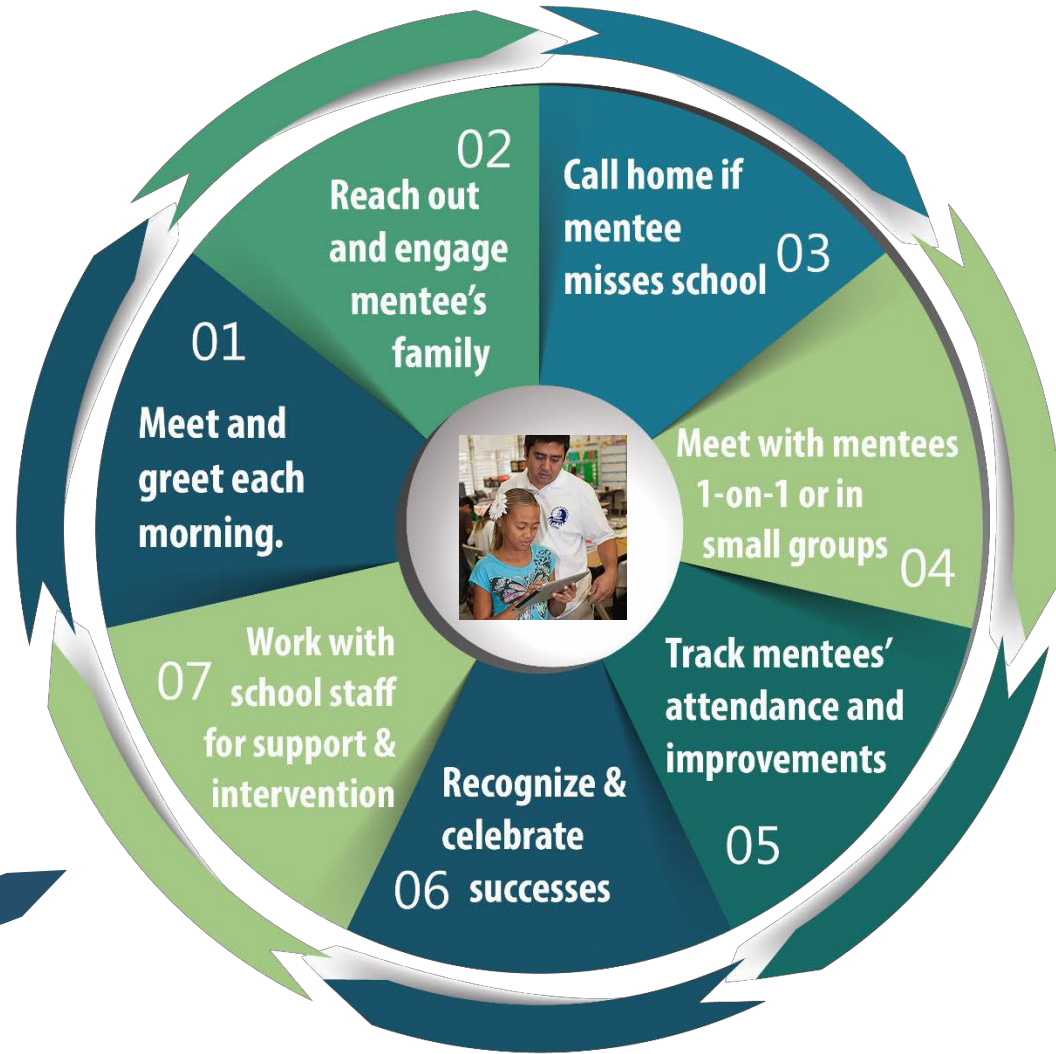 01
Meet and
greet each
morning.
02
Reach out
and engage
mentee's
family
Call home if
mentee
misses school
03
Meet with mentees
1-on-1 or in
small groups
04
Track mentees'
attendance and
improvements
05
Recognize &
celebrate
06 successes
Work with
07 school staff
for support &
intervention